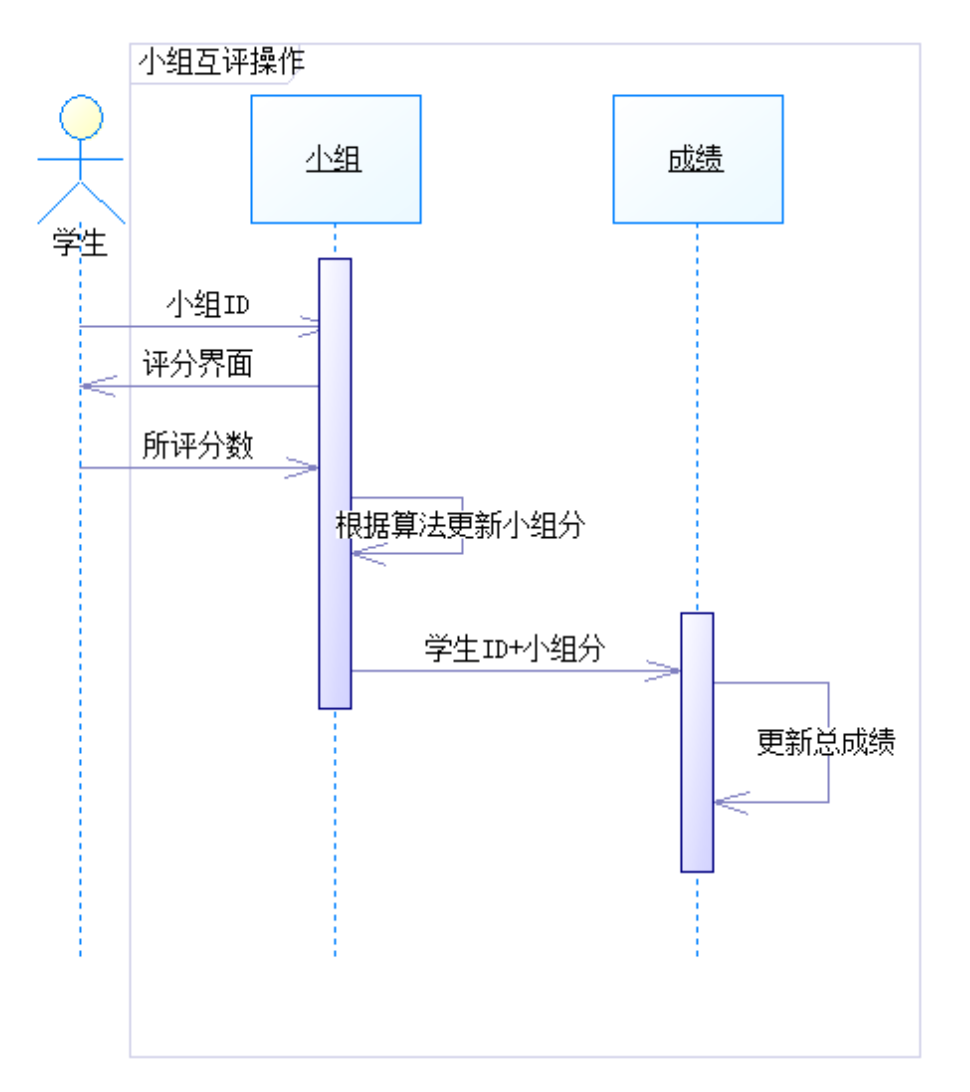 小组互评操作
小组
成绩
学生
小组ID
评分界面
所评分数
根据算法更新小组分
学生ID+小组分
更新总成绩